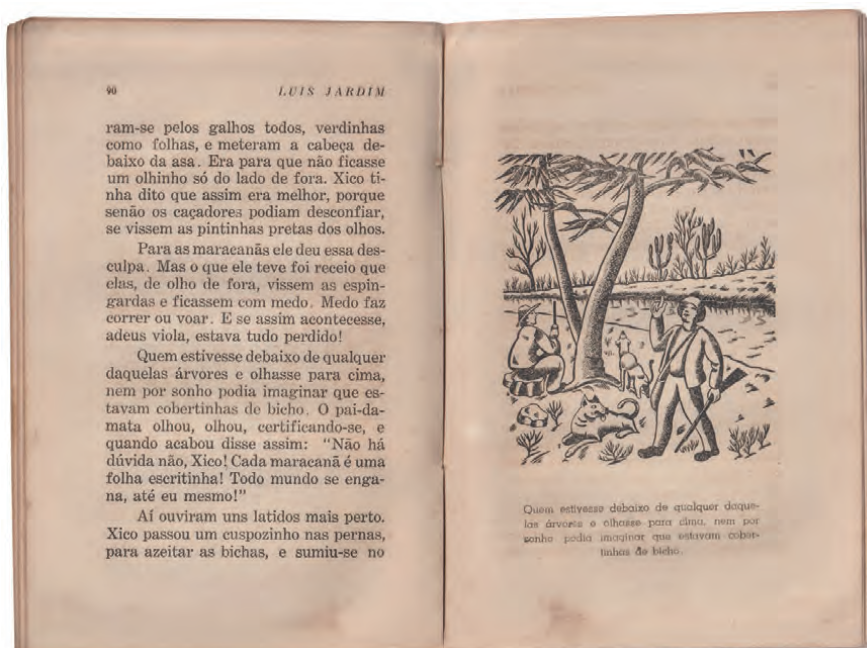 90
LUIS JARDIM
ram-se pelos galhos todos, verdinhas
como folhas, e meteram a cabeça de-
baixo da asa. Era para que não ficasse
um olhinho só do lado de fora. Xico ti-
nha dito que assim era melhor, porque
senão os caçadores podiam desconfiar,
se vissem as pintinhas pretas dos olhos.
Para as maracanãs ele deu essa des-
culpa. Mas o que ele teve foi receio que
elas, de olho de fora, vissem as espin-
gardas e ficassem com medo. Medo faz
correr ou voar. E se assim acontecesse,
adeus viola, estava tudo perdido!
Quem estivesse debaixo de qualquer
daquelas árvores e olhasse para cima,
nem por sonho podia imaginar que es-
tavam cobertinhas de bicho. O pai-da-
mata olhou, olhou, certificando-se, e
quando acabou disse assim: "Não há
dúvida não, Xico! Cada maracanã é uma
folha escritinha! Todo mundo se enga-
na, até eu mesmo!"
Aí ouviram uns latidos mais perto.
Xico passou um cuspozinho nas pernas,
para azeitar as bichas, e sumiu-se no
Quem estivesse debaixo de qualquer daque-
las árvores e olhasse para cima, nem por
sonho podia imaginar que estavam cober-
tinhas de bicho.